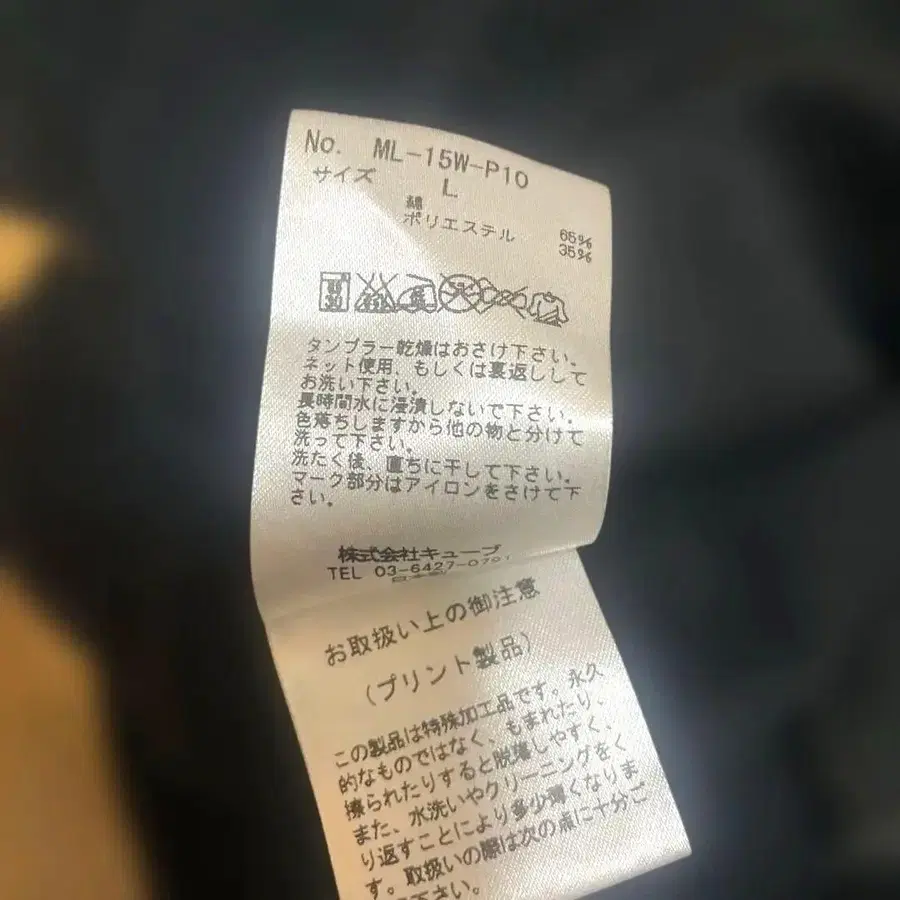 No. ML-15W-P10
サイズ L
綿 65%
ポリエステル 35%
タンブラー乾燥はおさけ下さい。
ネット使用、もしくは裏返しして
お洗い下さい。
長時間水に浸漬しないで下さい。
色落ちしますから他の物と分けて
洗って下さい。
洗たく後、直ちに干して下さい。
マーク部分はアイロンをさけて下
さい。
株式会社キューブ
TEL 03-6427-0791
日本製
お取扱い上の御注意
(プリント製品)
この製品は特殊加工品です。永久
的なものではなく、もまれたり、
擦られたりすると脱落しやすく、
また、水洗いやクリーニングをく
り返すことにより多少薄くなりま
す。取扱いの際は次の点に十分ご
下さい。